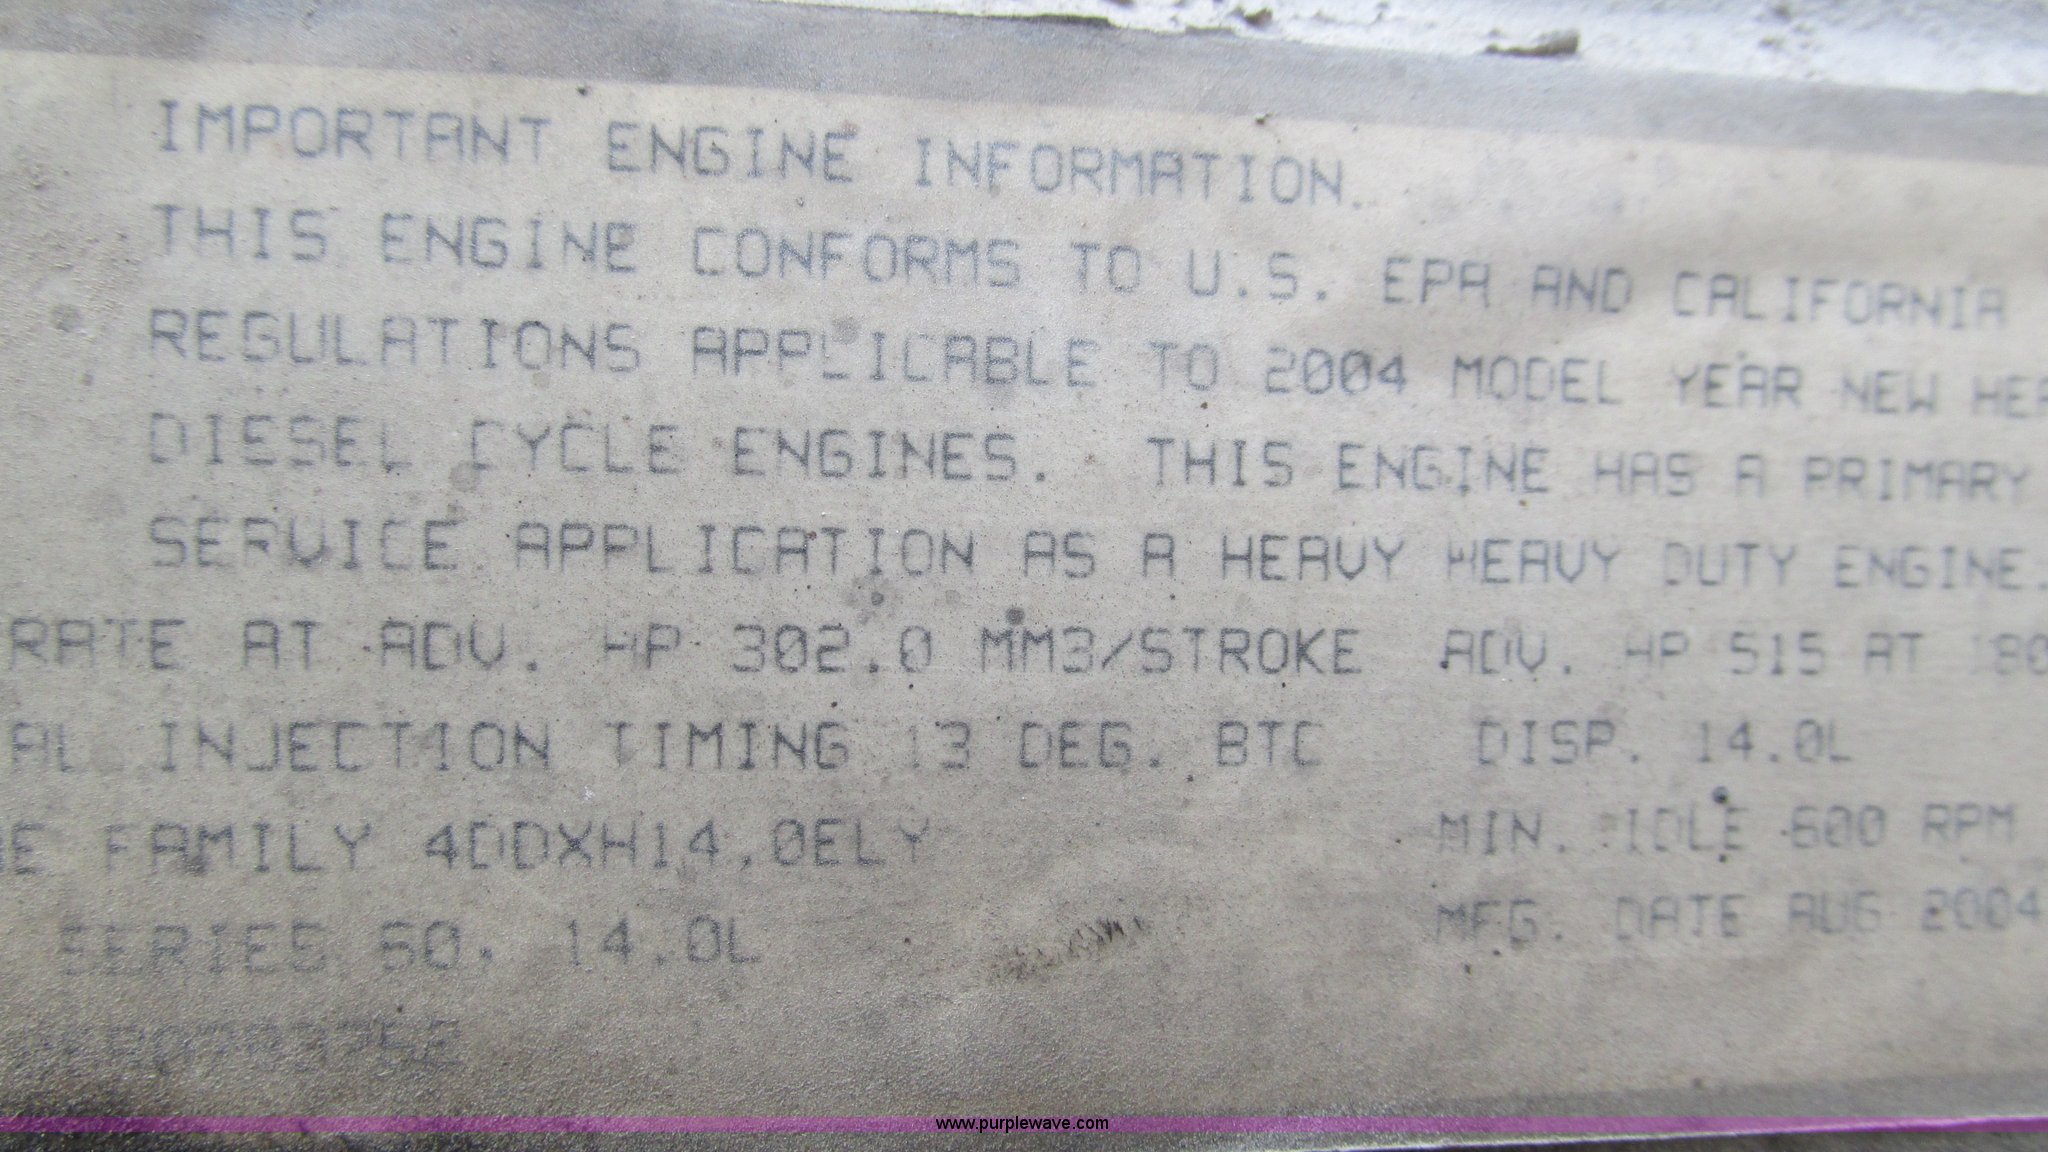 IMPORTANT ENGINE INFORMATION.
THIS ENGINE CONFORMS TO U.S. EPA AND CALIFORNIA
REGULATIONS APPLICABLE TO 2004 MODEL YEAR NEW
DIESEL CYCLE ENGINES. THIS ENGINE HAS A PRIMARY
SERVICE APPLICATION AS A HEAVY HEAVY DUTY ENGINE.
RATE AT ADV. HP 302.0 MM3/STROKE ADV. HP 515 AT
AL INJECTION TIMING 13 DEG. BTC DISP. 14.0L
FAMILY 4DDXH14.0ELY MIN. IDLE 600 RPM
SERIES 60, 14.0L MFG. DATE AUG 2004
www.purplewave.com